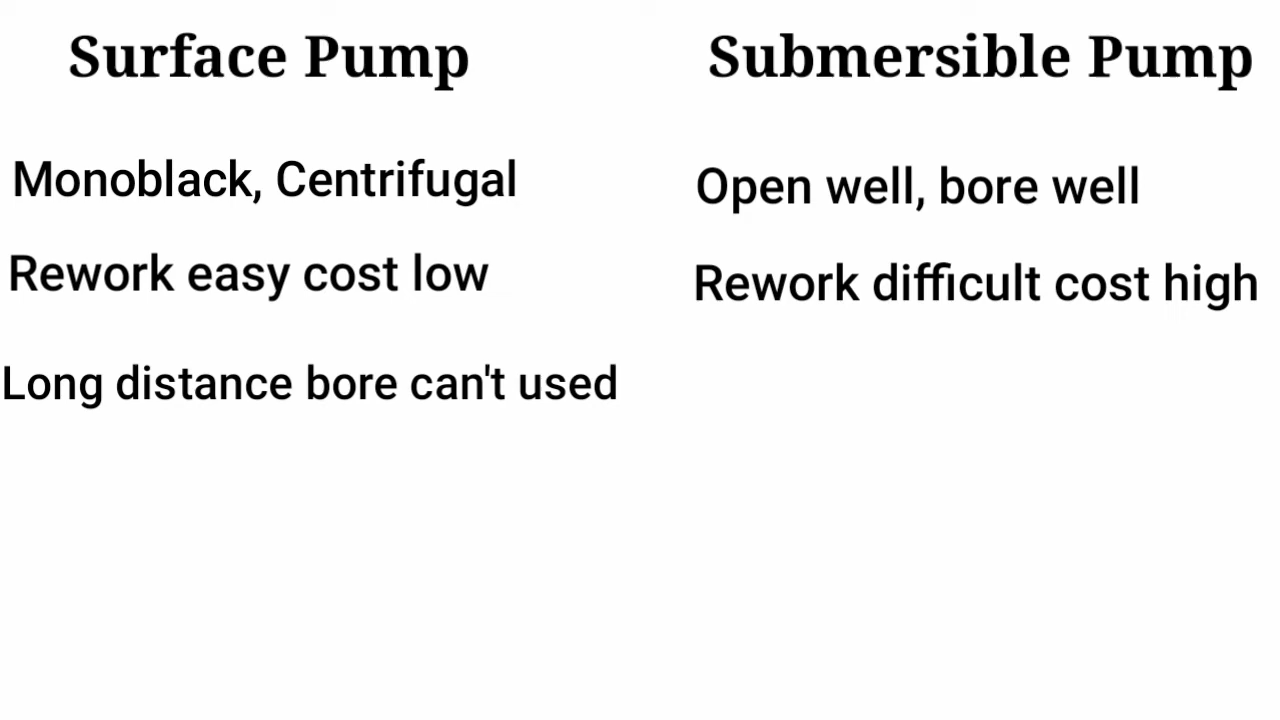 Surface Pump
Monoblack, Centrifugal
Rework easy cost low
Long distance bore can't used
Submersible Pump
Open well, bore well
Rework difficult cost high